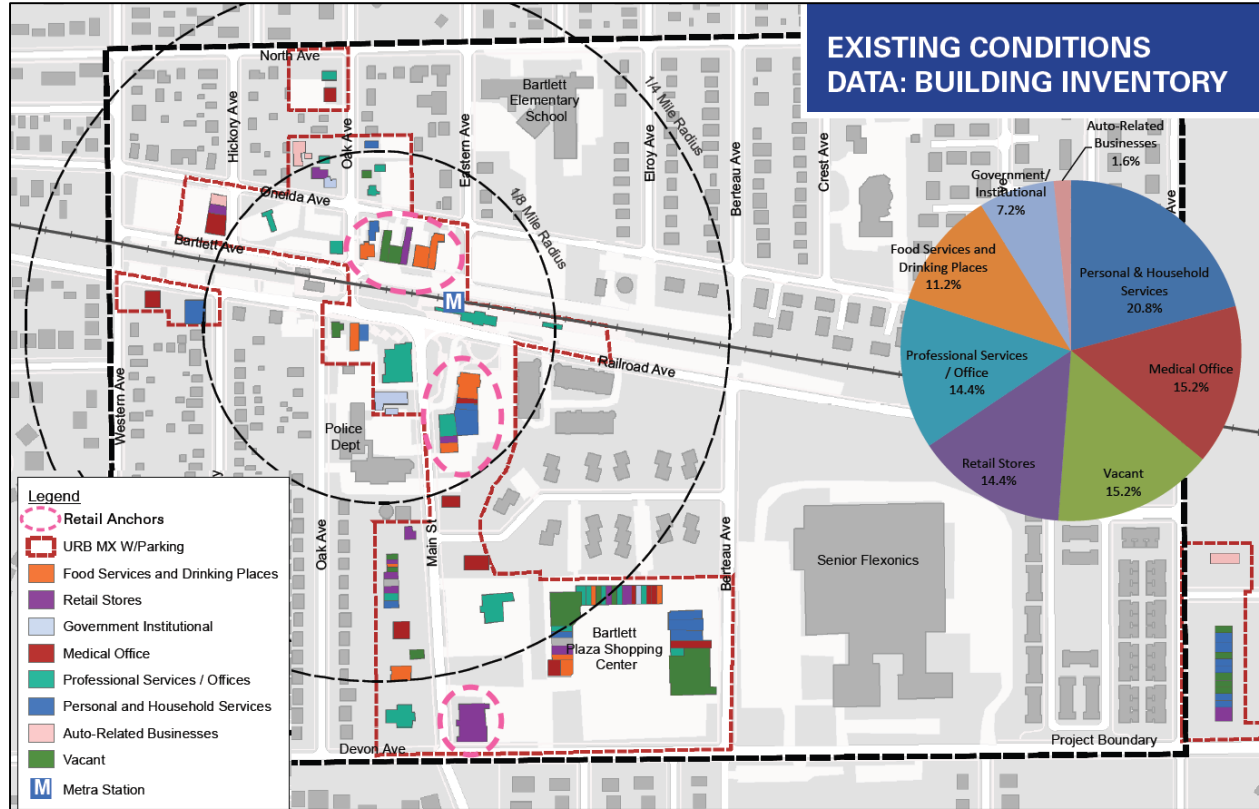 EXISTING CONDITIONS
DATA: BUILDING INVENTORY
North Ave
Hickory Ave
Oak Ave
Eastern Ave
Bartlett
Elementary
School
Elroy Ave
1/4 Mile Radius
Berteau Ave
Crest Ave
Oneida Ave
Bartlett Ave
1/8 Mile Radius
M
Railroad Ave
Western Ave
Police
Dept
Oak Ave
Main St
Berteau Ave
Senior Flexonics
Bartlett
Plaza Shopping
Center
Devon Ave
Project Boundary
Auto-Related
Businesses
1.6%
Government/
Institutional
7.2%
Food Services and
Drinking Places
11.2%
Personal & Household
Services
20.8%
Professional Services
/ Office
14.4%
Medical Office
15.2%
Retail Stores
14.4%
Vacant
15.2%
Legend
Retail Anchors
URB MX W/Parking
Food Services and Drinking Places
Retail Stores
Government Institutional
Medical Office
Professional Services / Offices
Personal and Household Services
Auto-Related Businesses
Vacant
M Metra Station